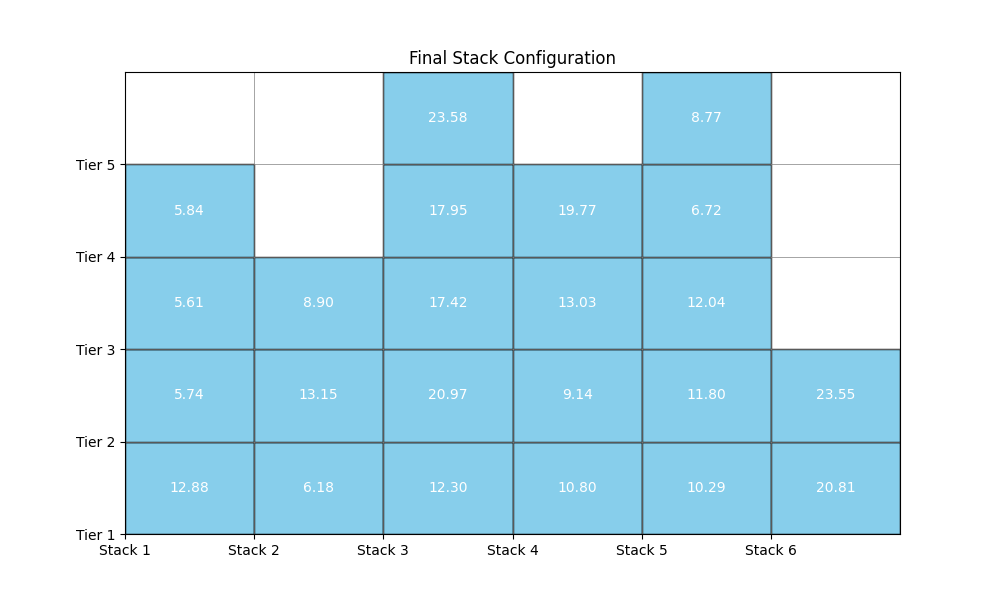 Final Stack Configuration
23.58 8.77
Tier 5
5.84 17.95 19.77 6.72
Tier 4
5.61 8.90 17.42 13.03 12.04
Tier 3
5.74 13.15 20.97 9.14 11.80 23.55
Tier 2
12.88 6.18 12.30 10.80 10.29 20.81
Tier 1
Stack 1 Stack 2 Stack 3 Stack 4 Stack 5 Stack 6